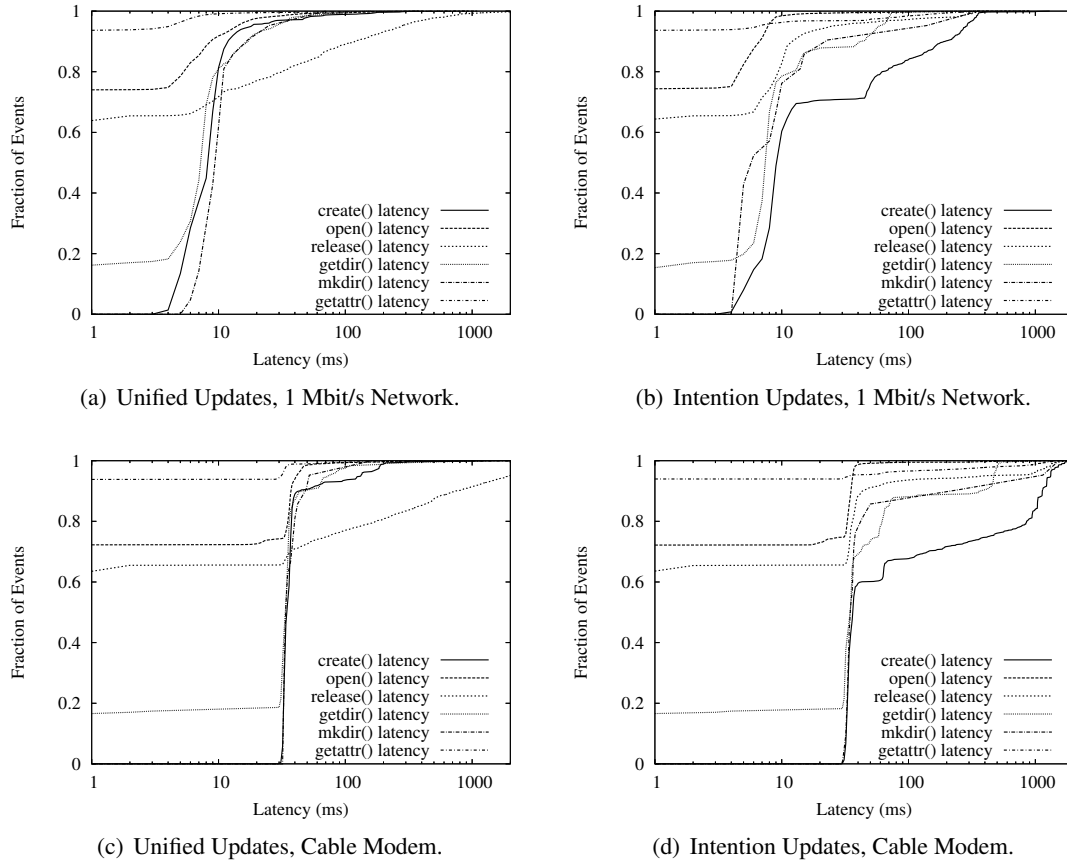 1
0.8
0.6
0.4
0.2
0
Fraction of Events
create() latency
open() latency
release() latency
getdir() latency
mkdir() latency
getattr() latency
1 10 100 1000
Latency (ms)
(a) Unified Updates, 1 Mbit/s Network.
1
0.8
0.6
0.4
0.2
0
Fraction of Events
create() latency
open() latency
release() latency
getdir() latency
mkdir() latency
getattr() latency
1 10 100 1000
Latency (ms)
(b) Intention Updates, 1 Mbit/s Network.
1
0.8
0.6
0.4
0.2
0
Fraction of Events
create() latency
open() latency
release() latency
getdir() latency
mkdir() latency
getattr() latency
1 10 100 1000
Latency (ms)
(c) Unified Updates, Cable Modem.
1
0.8
0.6
0.4
0.2
0
Fraction of Events
create() latency
open() latency
release() latency
getdir() latency
mkdir() latency
getattr() latency
1 10 100 1000
Latency (ms)
(d) Intention Updates, Cable Modem.